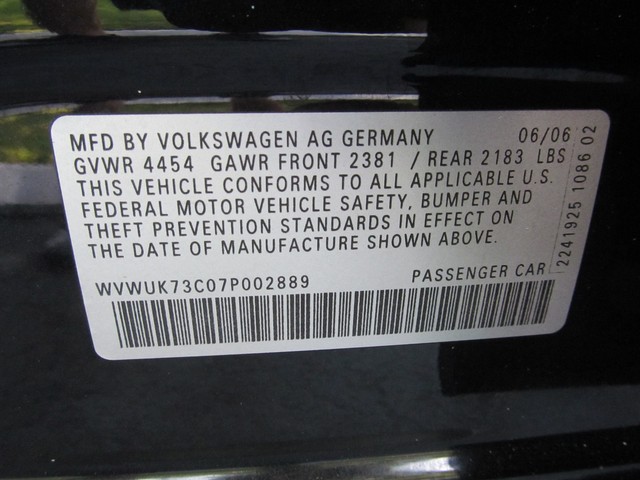 MFD BY VOLKSWAGEN AG GERMANY 06/06
GVWR 4454 GAWR FRONT 2381 / REAR 2183 LBS
THIS VEHICLE CONFORMS TO ALL APPLICABLE U.S.
FEDERAL MOTOR VEHICLE SAFETY, BUMPER AND
THEFT PREVENTION STANDARDS IN EFFECT ON
THE DATE OF MANUFACTURE SHOWN ABOVE.
WVWUK73C07P002889 PASSENGER CAR
2241925 1086 02